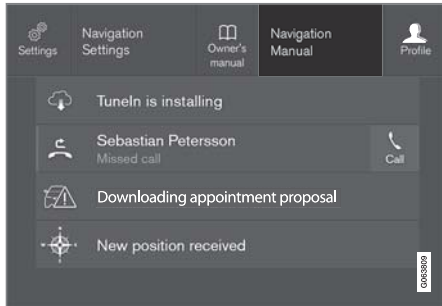 Settings
Navigation
Settings
Owner's
manual
Navigation
Manual
Profile
TuneIn is installing
Sebastian Petersson
Missed call
Call
Downloading appointment proposal
New position received
G063809